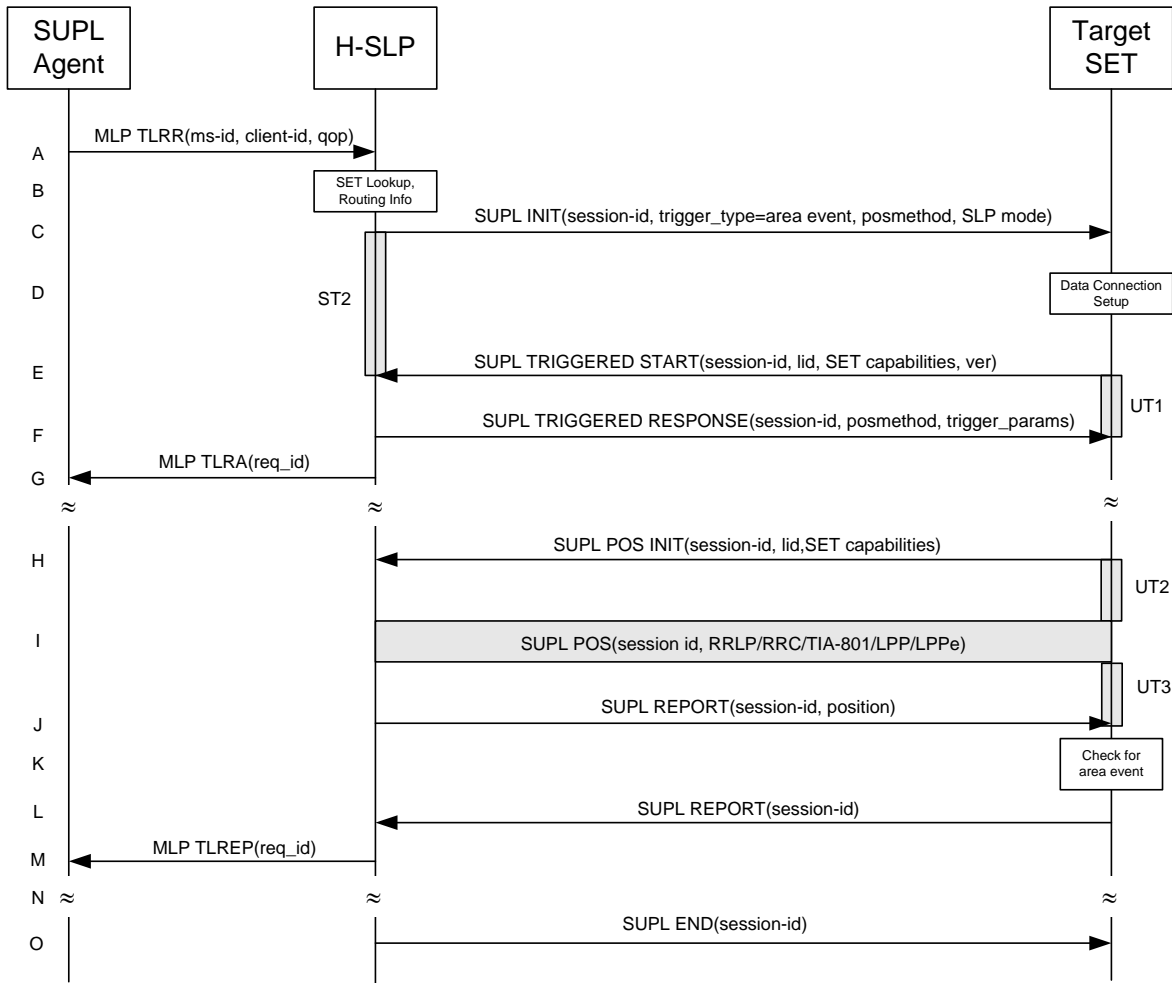 SUPL
Agent
H-SLP
Target
SET
MLP TLRR(ms-id, client-id, qop)
A
SET Lookup,
Routing Info
B
SUPL INIT(session-id, trigger_type=area event, posmethod, SLP mode)
C
D
ST2
Data Connection
Setup
SUPL TRIGGERED START(session-id, lid, SET capabilities, ver)
E
UT1
SUPL TRIGGERED RESPONSE(session-id, posmethod, trigger_params)
F
MLP TLRA(req_id)
G
≈ ≈ ≈
SUPL POS INIT(session-id, lid,SET capabilities)
H
UT2
I
SUPL POS(session id, RRLP/RRC/TIA-801/LPP/LPPe)
UT3
SUPL REPORT(session-id, position)
J
K
Check for
area event
SUPL REPORT(session-id)
L
MLP TLREP(req_id)
M
N ≈ ≈ ≈
SUPL END(session-id)
O